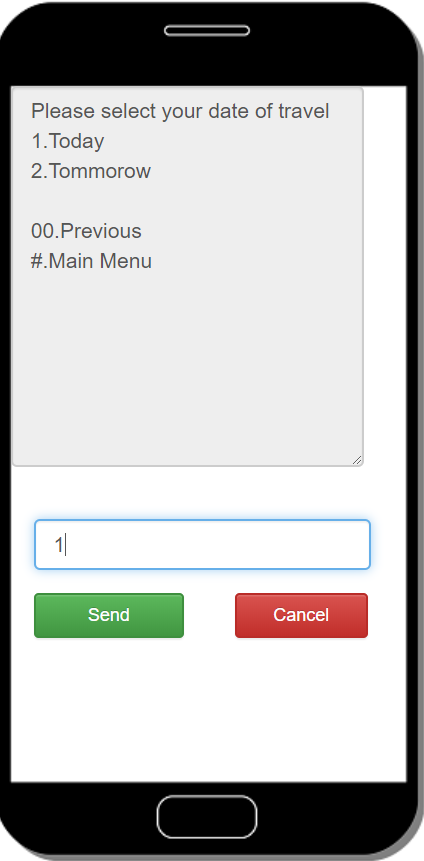 Please select your date of travel
1.Today
2.Tommorow
00.Previous
#.Main Menu
1
Send
Cancel